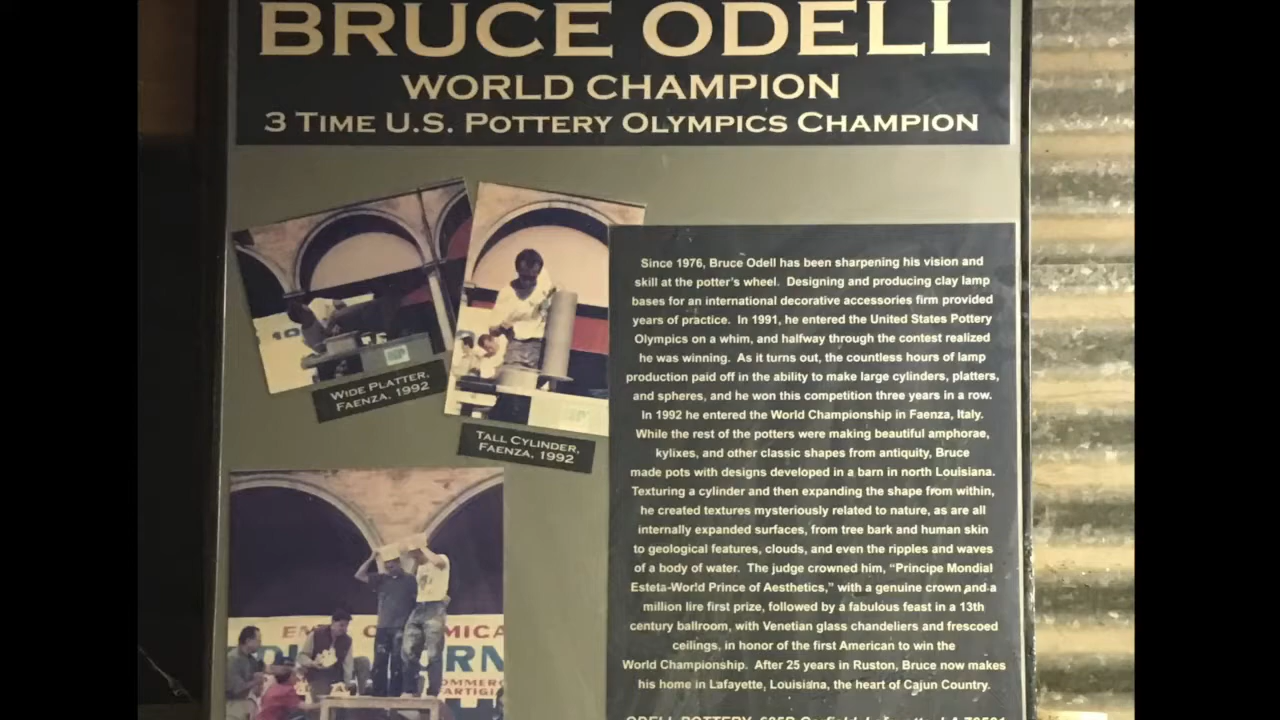 BRUCE ODELL
WORLD CHAMPION
3 TIME U.S. POTTERY OLYMPICS CHAMPION
WIDE PLATTER,
FAENZA, 1992
TALL CYLINDER,
FAENZA, 1992
Since 1976, Bruce Odell has been sharpening his vision and
skill at the potter's wheel. Designing and producing clay lamp
bases for an international decorative accessories firm provided
years of practice. In 1991, he entered the United States Pottery
Olympics on a whim, and halfway through the contest realized
he was winning. As it turns out, the countless hours of lamp
production paid off in the ability to make large cylinders, platters,
and spheres, and he won this competition three years in a row.
In 1992 he entered the World Championship in Faenza, Italy.
While the rest of the potters were making beautiful amphorae,
kylixes, and other classic shapes from antiquity, Bruce
made pots with designs developed in a barn in north Louisiana.
Texturing a cylinder and then expanding the shape from within,
he created textures mysteriously related to nature, as are all
internally expanded surfaces, from tree bark and human skin
to geological features, clouds, and even the ripples and waves
of a body of water. The judge crowned him, "Principe Mondial
Esteta-World Prince of Aesthetics," with a genuine crown and a
million lire first prize, followed by a fabulous feast in a 13th
century ballroom, with Venetian glass chandeliers and frescoed
ceilings, in honor of the first American to win the
World Championship. After 25 years in Ruston, Bruce now makes
his home in Lafayette, Louisiana, the heart of Cajun Country.
ODELL POTTERY